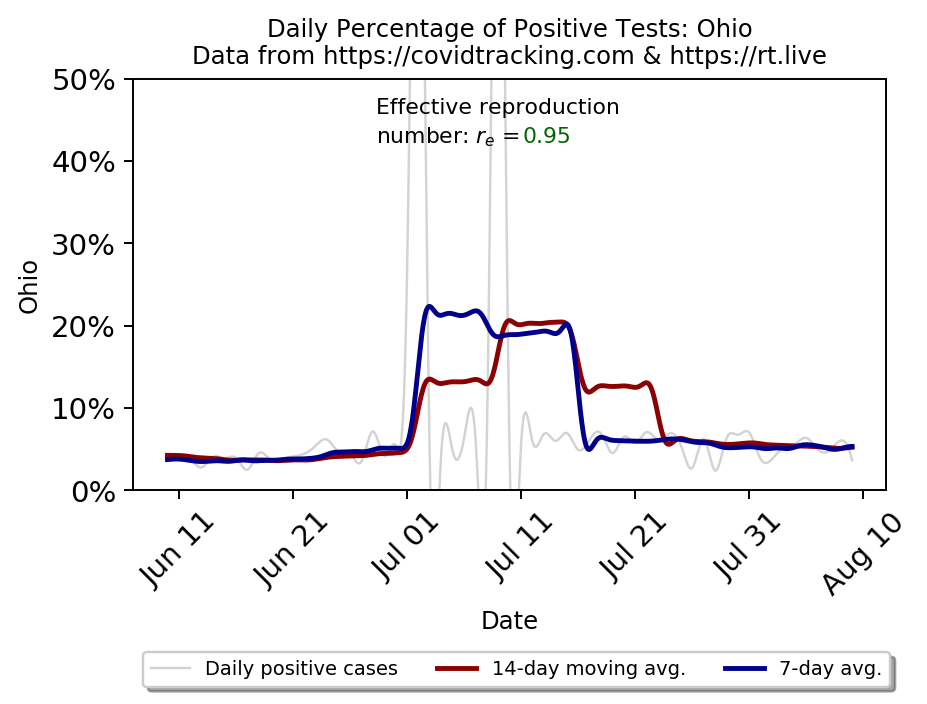 Daily Percentage of Positive Tests: Ohio
Data from https://covidtracking.com & https://rt.live
50%
Effective reproduction
number: rₑ =0.95
40%
30%
20%
10%
0%
Ohio
Jun 11
Jun 21
Jul 01
Jul 11
Jul 21
Jul 31
Aug 10
Date
Daily positive cases 14-day moving avg. 7-day avg.